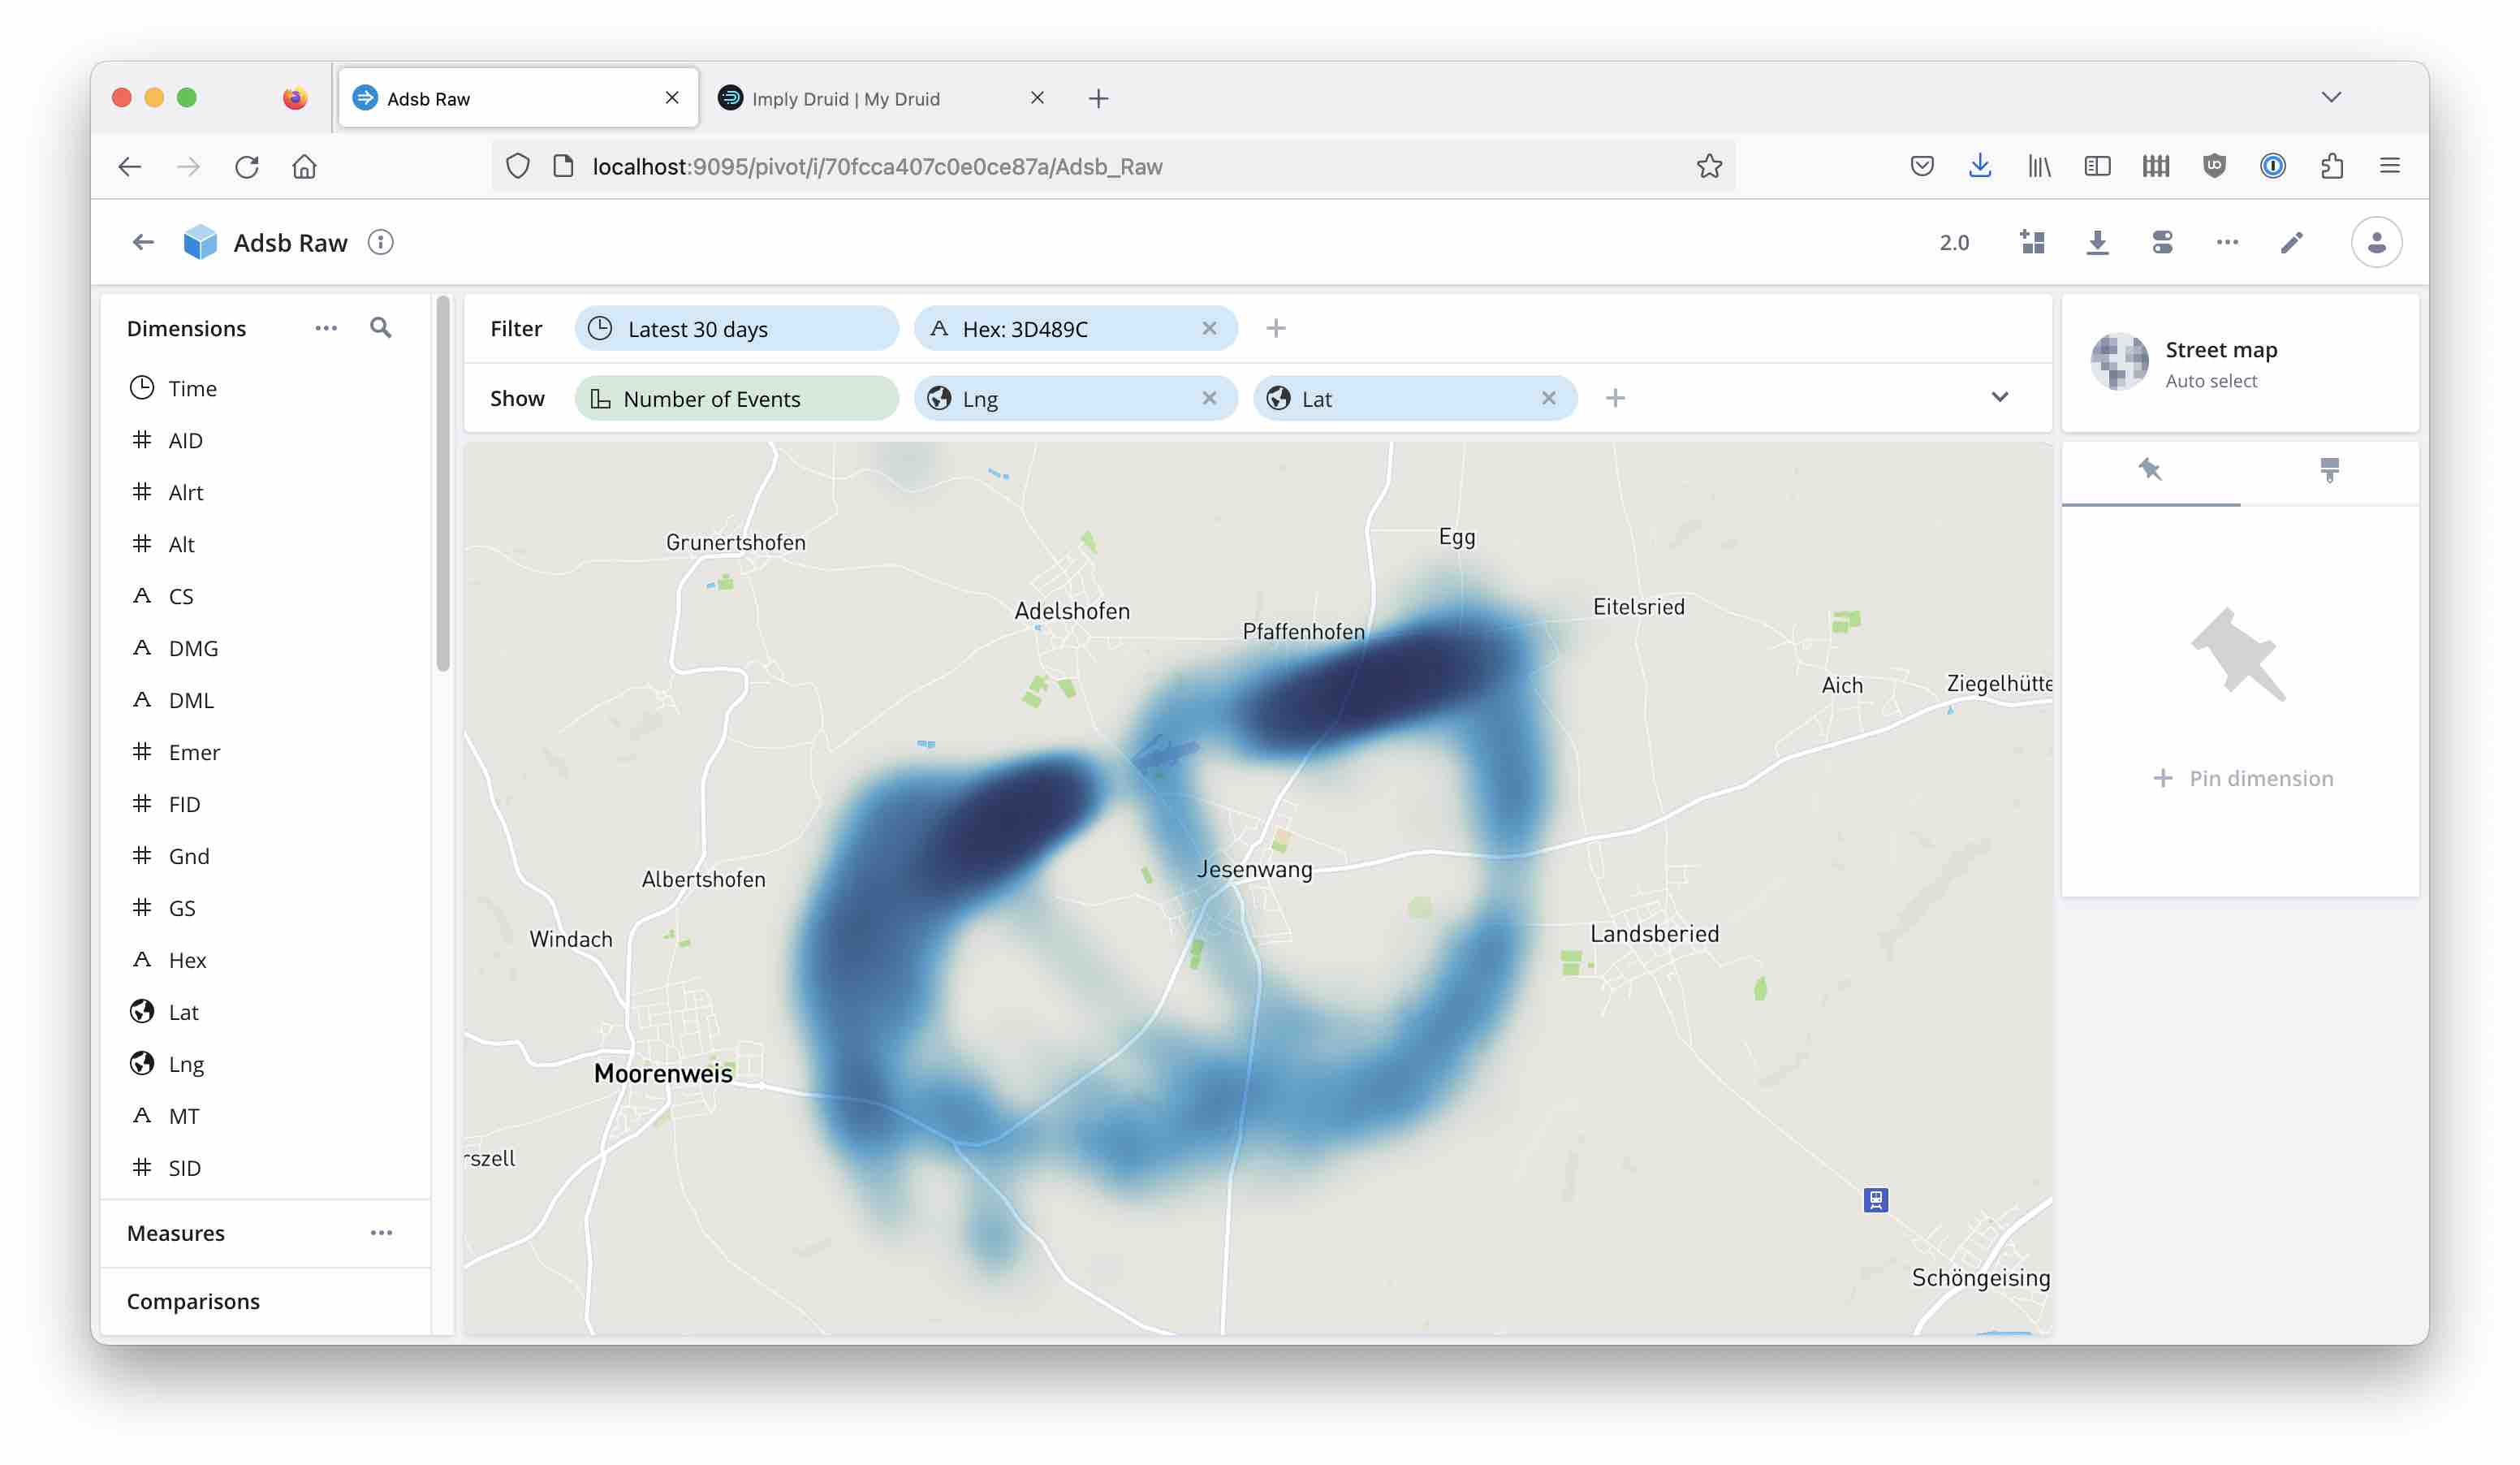 Adsb Raw
Imply Druid | My Druid
localhost:9095/pivot/i/70fcca407c0e0ce87a/Adsb_Raw
Adsb Raw
2.0
Dimensions
Time
AID
Alrt
Alt
CS
DMG
DML
Emer
FID
Gnd
GS
Hex
Lat
Lng
MT
SID
Measures
Comparisons
Filter
Latest 30 days
Hex: 3D489C
Show
Number of Events
Lng
Lat
Egg
Grunertshofen
Eitelsried
Adelshofen
Pfaffenhofen
Aich
Ziegelhütte
Jesenwang
Albertshofen
Landsberied
Windach
Moorenweis
rszell
Schöngeising
Street map
Auto select
Pin dimension